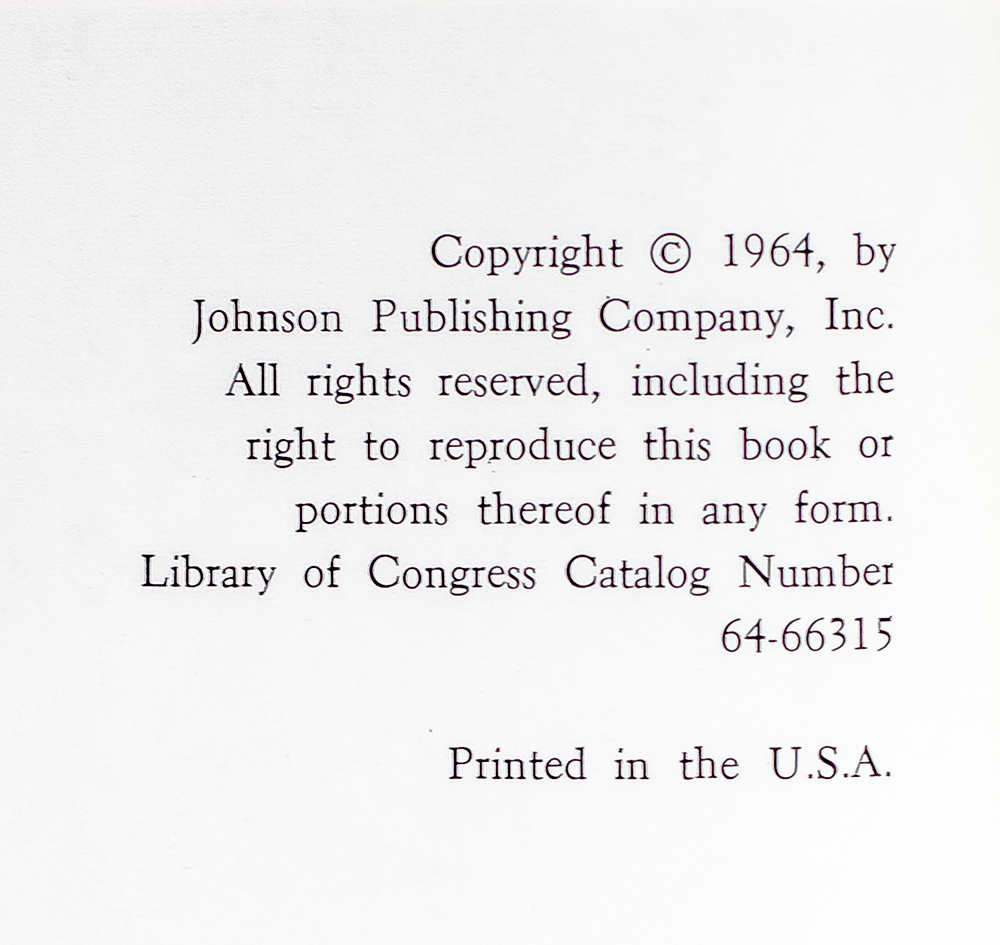 Copyright © 1964, by
Johnson Publishing Company, Inc.
All rights reserved, including the
right to reproduce this book or
portions thereof in any form.
Library of Congress Catalog Number
64-66315
Printed in the U.S.A.